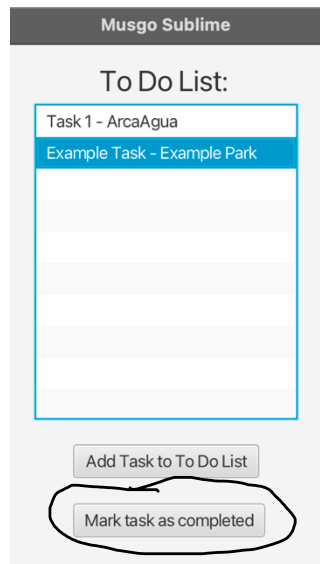 Musgo Sublime
To Do List:
Task 1 - ArcaAgua
Example Task - Example Park
Add Task to To Do List
Mark task as completed